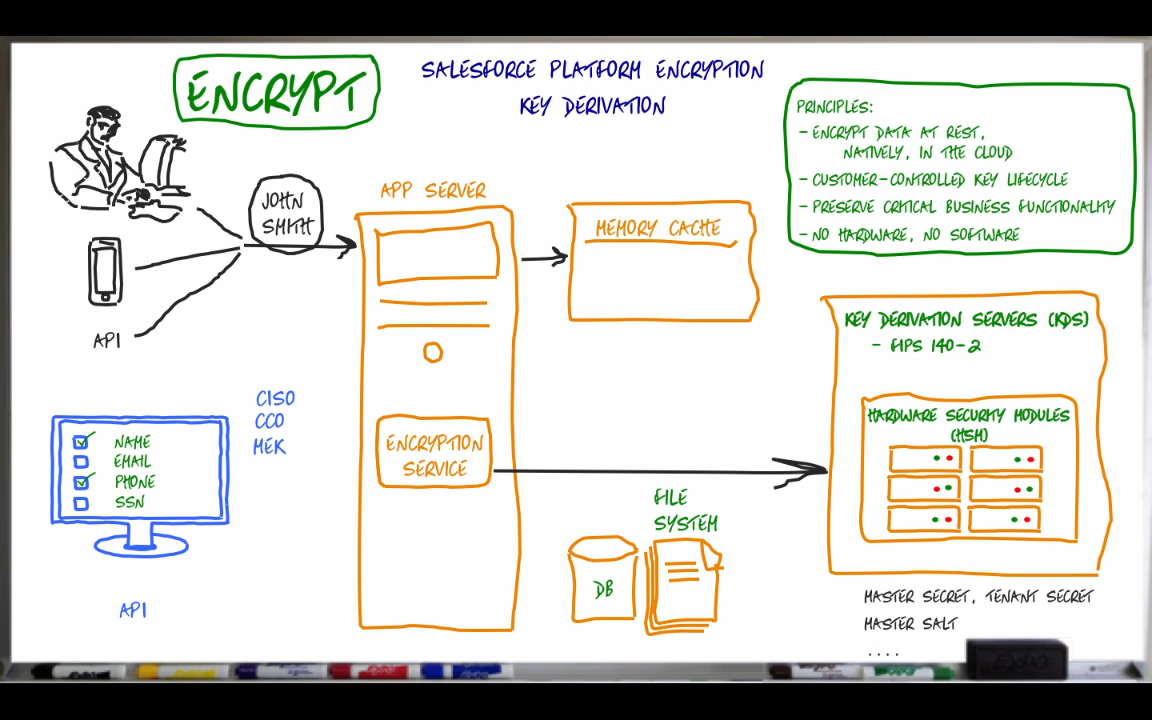 ENCRYPT
SALESFORCE PLATFORM ENCRYPTION
KEY DERIVATION
PRINCIPLES:
- ENCRYPT DATA AT REST,
NATIVELY, IN THE CLOUD
- CUSTOMER-CONTROLLED KEY LIFECYCLE
- PRESERVE CRITICAL BUSINESS FUNCTIONALITY
- NO HARDWARE, NO SOFTWARE
JOHN
SMITH
API
APP SERVER
MEMORY CACHE
KEY DERIVATION SERVERS (KDS)
- FIPS 140-2
HARDWARE SECURITY MODULES
(HSM)
CISO
CCO
MEK
NAME
EMAIL
PHONE
SSN
API
ENCRYPTION
SERVICE
FILE
SYSTEM
DB
MASTER SECRET, TENANT SECRET
MASTER SALT
....
EXPO